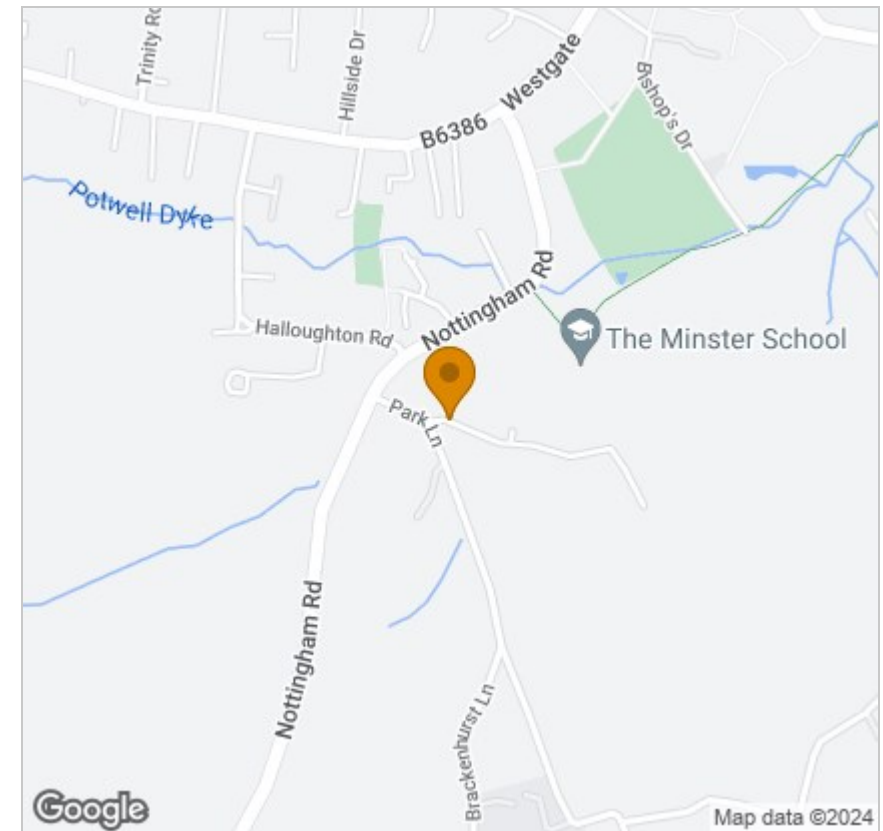 Trinity Rd
Hillside Dr
B6386
Westgate
Bishop's Dr
Potwell Dyke
Nottingham Rd
Halloughton Rd
The Minster School
Park Ln
Nottingham Rd
Brackenhurst Ln
Google
Map data ©2024